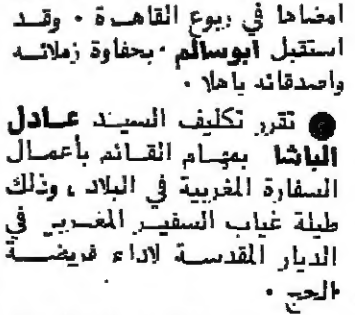 امضاها في ربوع القاهرة . وقد
استقبل ابوسالم بحفاوة زملائه
واصدقائه ياهلا .
تقرر تكليف السيد عادل
الباشا بمهام القائم بأعمال
السفارة المغربية في البلاد ، وذلك
طيلة غياب السفير المغربي في
الديار المقدسة لاداء فريضة
الحج .